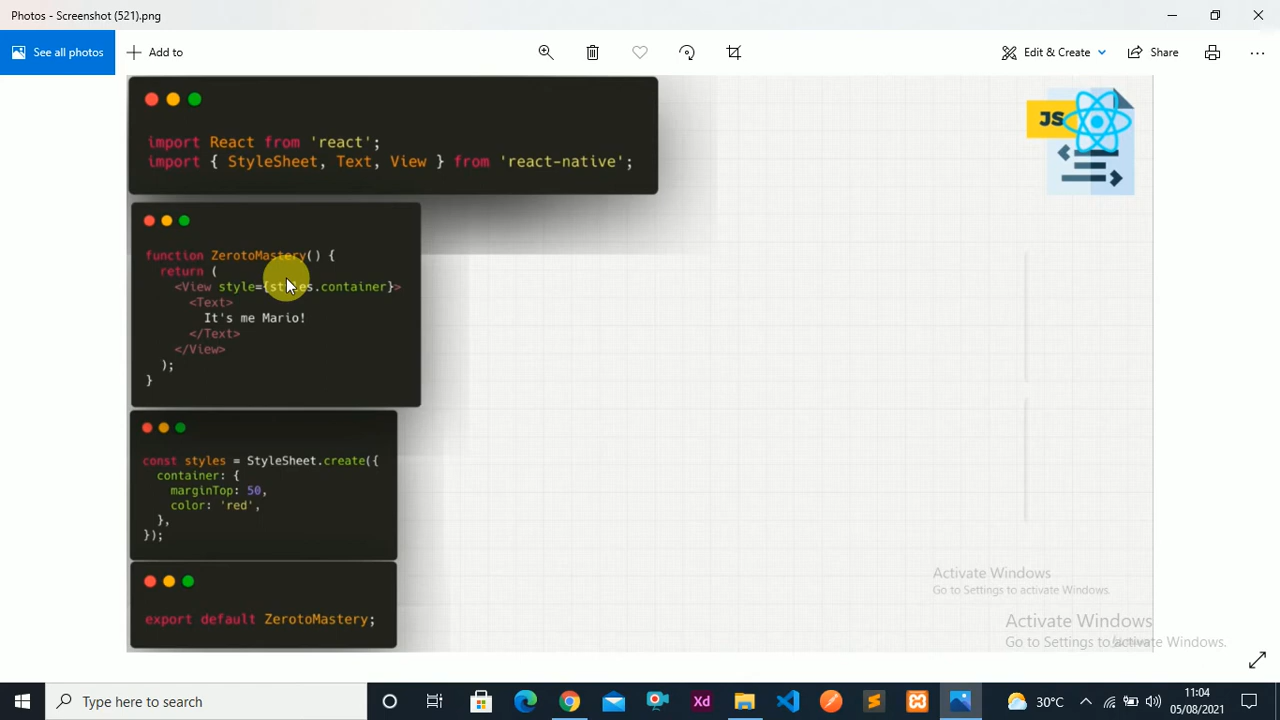 Photos - Screenshot (521).png
See all photos
Add to
Edit & Create
Share
import React from 'react';
import { StyleSheet, Text, View } from 'react-native';
JS
function ZerotoMastery() {
return (
<View style={styles.container}>
<Text>
It's me Mario!
</Text>
</View>
);
}
const styles = StyleSheet.create({
container: {
marginTop: 50,
color: 'red',
},
});
export default ZerotoMastery;
Activate Windows
Go to Settings to activate Windows.
Activate Windows
Go to Settings to activate Windows.
Type here to search
Xd
30°C
11:04
05/08/2021